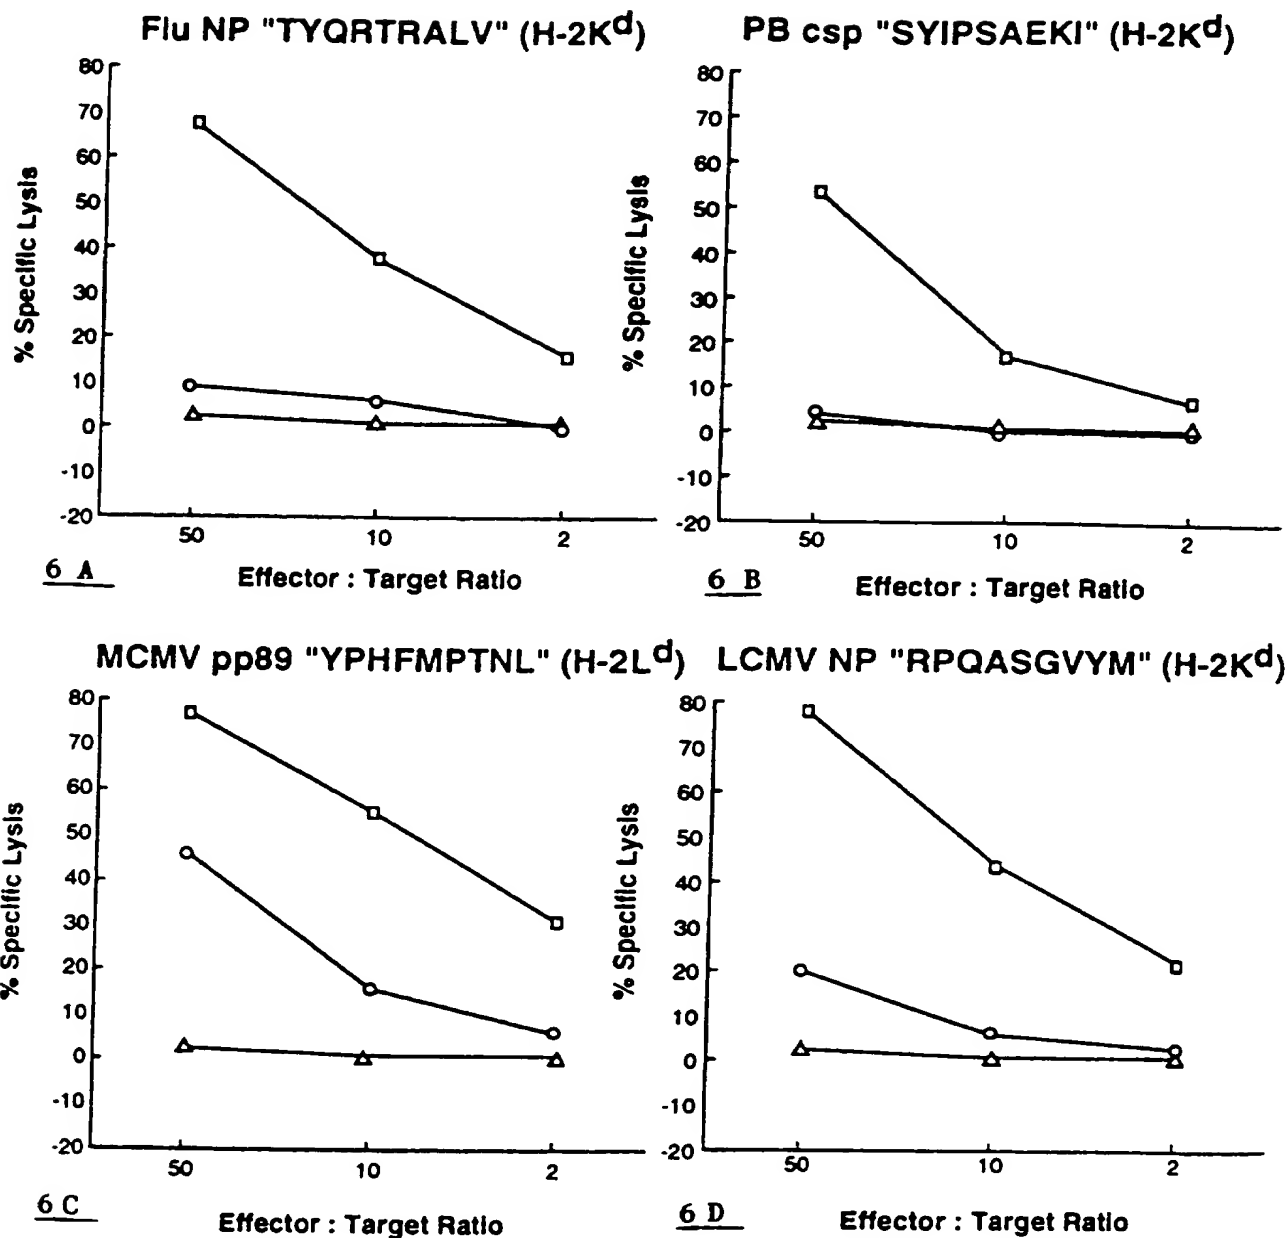 Flu NP "TYQRTRALV" (H-2Kd)
% Specific Lysis
80
70
60
50
40
30
20
10
0
-10
-20
50 10 2
6 A
Effector : Target Ratio
PB csp "SYIPSAEKI" (H-2Kd)
% Specific Lysis
80
70
60
50
40
30
20
10
0
-10
-20
50 10 2
6 B
Effector : Target Ratio
MCMV pp89 "YPHFMPTNL" (H-2Ld)
% Specific Lysis
80
70
60
50
40
30
20
10
0
-10
-20
50 10 2
6 C
Effector : Target Ratio
LCMV NP "RPQASGVYM" (H-2Kd)
% Specific Lysis
80
70
60
50
40
30
20
10
0
-10
-20
50 10 2
6 D
Effector : Target Ratio